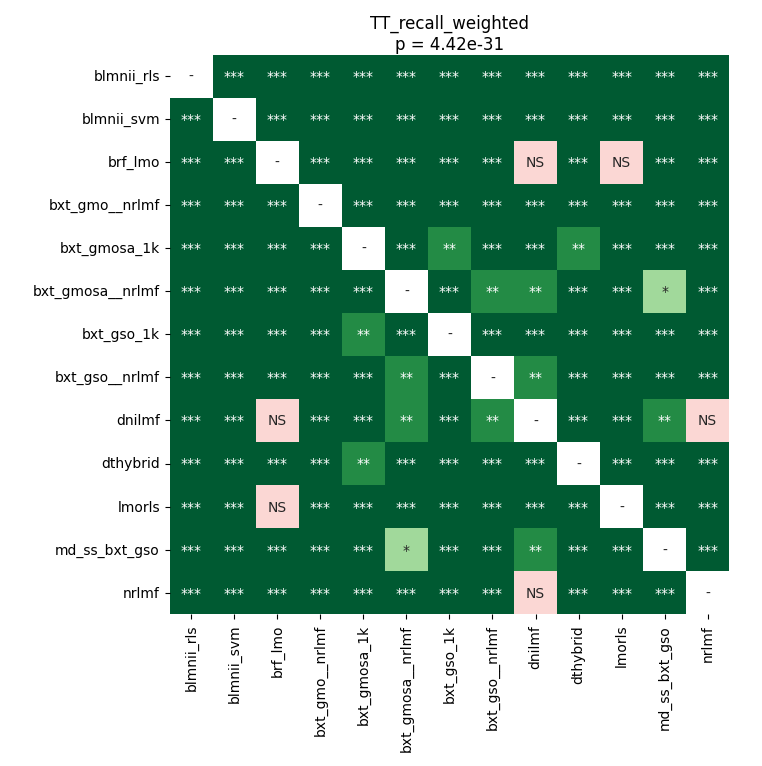 TT_recall_weighted
p = 4.42e-31
blmnii_rls - *** *** *** *** *** *** *** *** *** *** *** ***
blmnii_svm *** - *** *** *** *** *** *** *** *** *** *** ***
brf_lmo *** *** - *** *** *** *** *** NS *** NS *** ***
bxt_gmo__nrlmf *** *** *** - *** *** *** *** *** *** *** *** ***
bxt_gmosa_1k *** *** *** *** - *** ** *** *** ** *** *** ***
bxt_gmosa__nrlmf *** *** *** *** *** - *** ** ** *** *** * ***
bxt_gso_1k *** *** *** *** ** *** - *** *** *** *** *** ***
bxt_gso__nrlmf *** *** *** *** *** ** *** - ** *** *** *** ***
dnilmf *** *** NS *** *** ** *** ** - *** *** ** NS
dthybrid *** *** *** *** ** *** *** *** *** - *** *** ***
lmorls *** *** NS *** *** *** *** *** *** *** - *** ***
md_ss_bxt_gso *** *** *** *** *** * *** *** ** *** *** - ***
nrlmf *** *** *** *** *** *** *** *** NS *** *** *** -
blmnii_rls
blmnii_svm
brf_lmo
bxt_gmo__nrlmf
bxt_gmosa_1k
bxt_gmosa__nrlmf
bxt_gso_1k
bxt_gso__nrlmf
dnilmf
dthybrid
lmorls
md_ss_bxt_gso
nrlmf